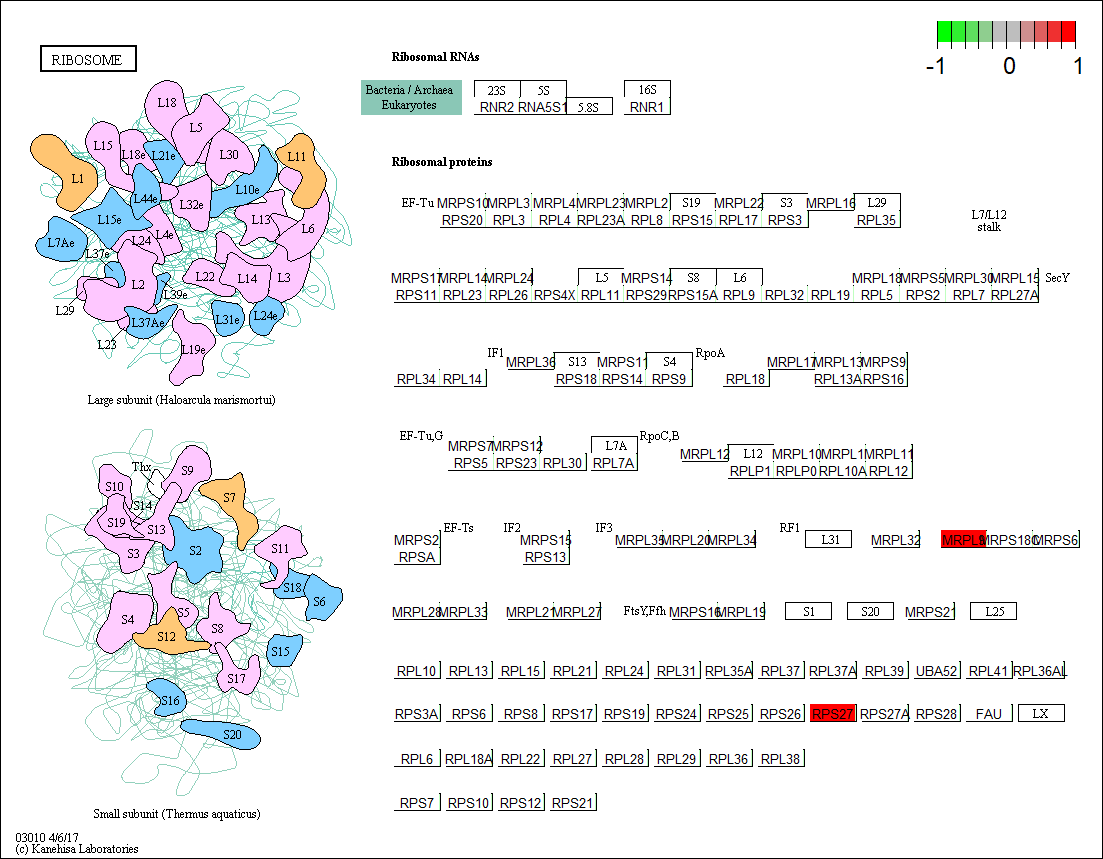 RIBOSOME
-1 0 1
Ribosomal RNAs
Bacteria / Archaea
Eukaryotes
23S 5S 5.8S 16S
RNR2 RNA5S1 RNR1
Ribosomal proteins
EF-Tu MRPS10 MRPL3 MRPL4 MRPL23 MRPL2 S19 MRPL22 S3 MRPL16 L29
RPS20 RPL3 RPL4 RPL23A RPL8 RPS15 RPL17 RPS3 RPL35
L7/L12
stalk
MRPS17 MRPL14 MRPL24 L5 MRPS14 S8 L6 MRPL18 MRPS5 MRPL30 MRPL15 SecY
RPS11 RPL23 RPL26 RPS4X RPL11 RPS29 RPS15A RPL9 RPL32 RPL19 RPL5 RPS2 RPL7 RPL27A
IF1 MRPL36 S13 MRPS11 S4 RpoA MRPL17 MRPL13 MRPS9
RPL34 RPL14 RPS18 RPS14 RPS9 RPL18 RPL13A RPS16
EF-Tu,G MRPS7 MRPS12 L7A RpoC,B MRPL12 L12 MRPL10 MRPL1 MRPL11
RPS5 RPS23 RPL30 RPL7A RPLP1 RPLP0 RPL10A RPL12
MRPS2 EF-Ts IF2 MRPS15 IF3 MRPL35 MRPL20 MRPL34 RF1 L31 MRPL32 MRPS18C MRPS6
RPSA RPS13
MRPL28 MRPL33 MRPL21 MRPL27 FtsY,Ffh MRPS16 MRPL19 S1 S20 MRPS21 L25
RPL10 RPL13 RPL15 RPL21 RPL24 RPL31 RPL35A RPL37 RPL37A RPL39 UBA52 RPL41 RPL36AL
RPS3A RPS6 RPS8 RPS17 RPS19 RPS24 RPS25 RPS26 RPS27 RPS27A RPS28 FAU LX
RPL6 RPL18A RPL22 RPL27 RPL28 RPL29 RPL36 RPL38
RPS7 RPS10 RPS12 RPS21
L18
L5
L15
L18e
L21e
L30
L11
L1
L44e
L10e
L15e
L32e
L13
L6
L7Ae
L24
L4e
L37e
L2
L22
L14
L3
L39e
L29
L37Ae
L31e
L24e
L23
L19e
Large subunit (Haloarcula marismortui)
Thx
S9
S10
S7
S14
S19
S13
S3
S2
S11
S18
S6
S4
S5
S8
S12
S15
S17
S16
S20
Small subunit (Thermus aquaticus)
03010 4/6/17
(c) Kanehisa Laboratories